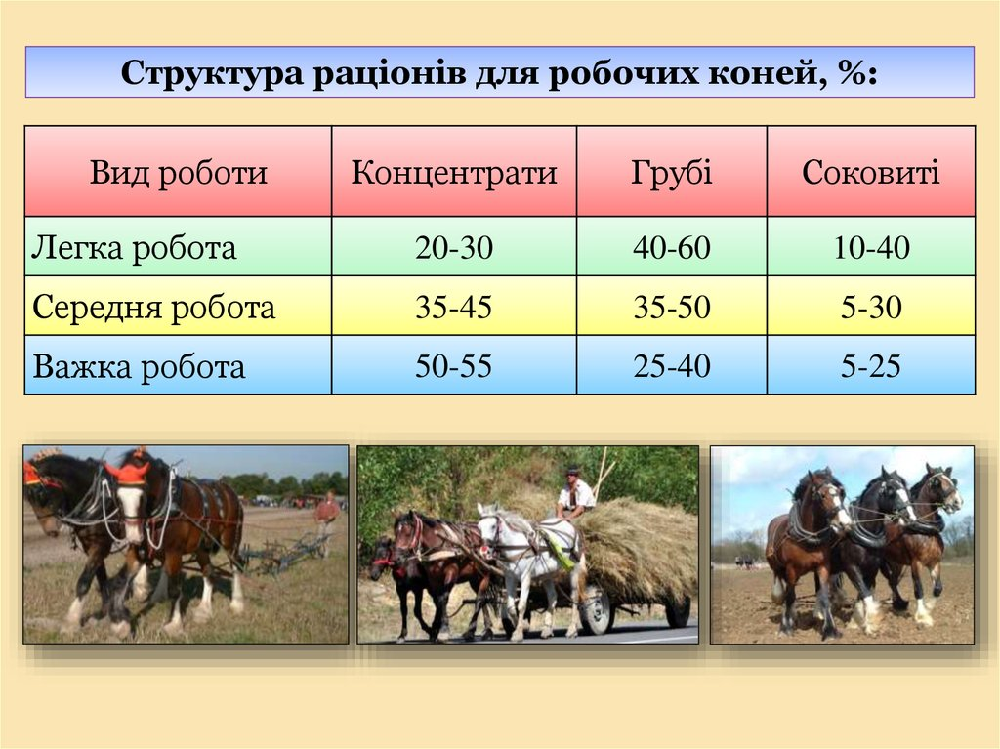 Структура раціонів для робочих коней, %:
Вид роботи Концентрати Грубі Соковиті
Легка робота 20-30 40-60 10-40
Середня робота 35-45 35-50 5-30
Важка робота 50-55 25-40 5-25